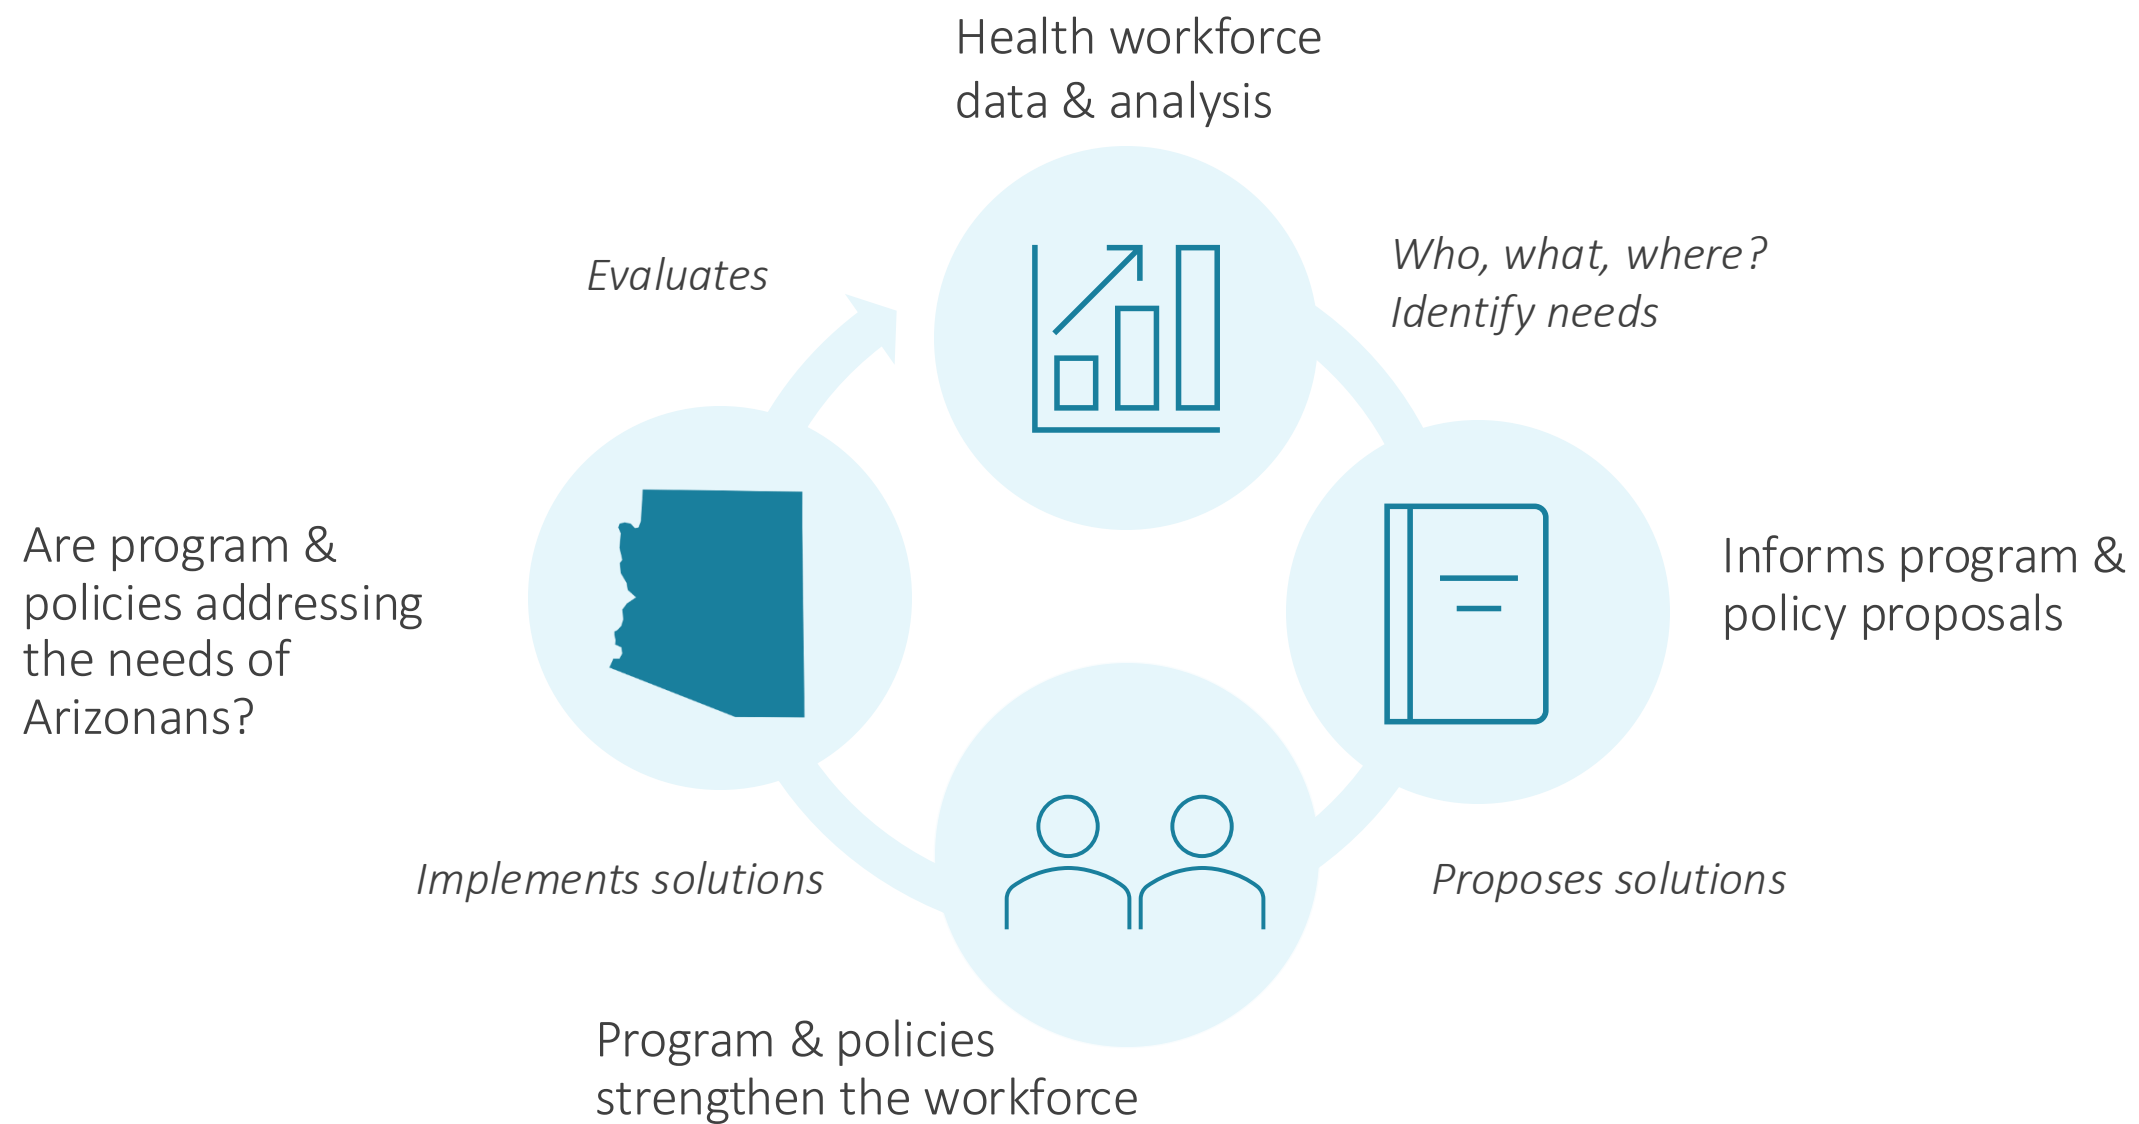 Health workforce
data & analysis
Who, what, where?
Identify needs
Informs program &
policy proposals
Proposes solutions
Program & policies
strengthen the workforce
Implements solutions
Are program &
policies addressing
the needs of
Arizonans?
Evaluates